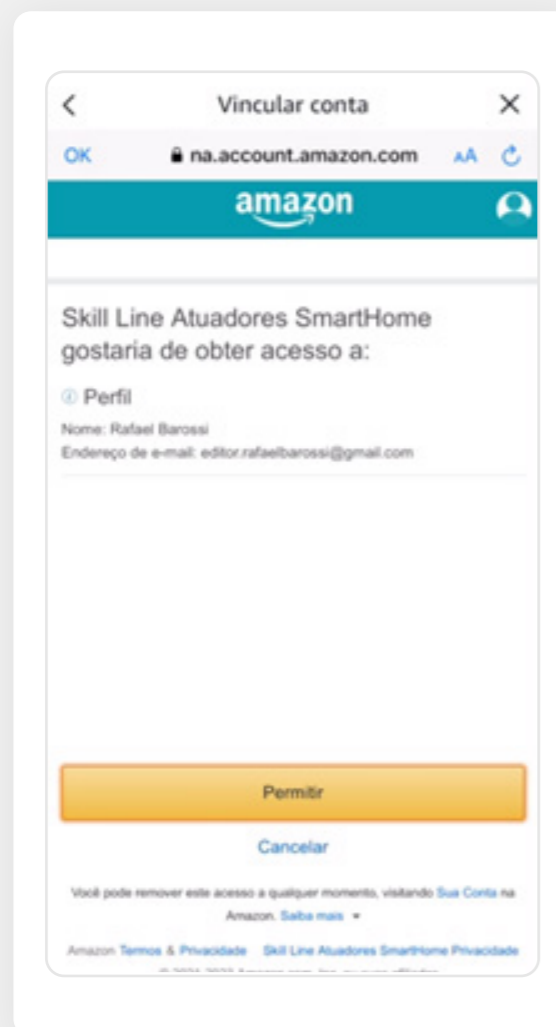 Vincular conta
OK na.account.amazon.com AA
amazon
Skill Line Atuadores SmartHome
gostaria de obter acesso a:
Perfil
Nome: Rafael Barossi
Endereço de e-mail: editor.rafaelbarossi@gmail.com
Permitir
Cancelar
Você pode remover este acesso a qualquer momento, visitando Sua Conta na
Amazon. Saiba mais
Amazon Termos & Privacidade Skill Line Atuadores SmartHome Privacidade